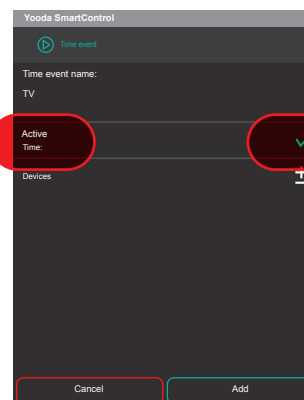 Yooda SmartControl
Time event
Time event name:
TV
Active
Time:
Devices
Cancel
Add